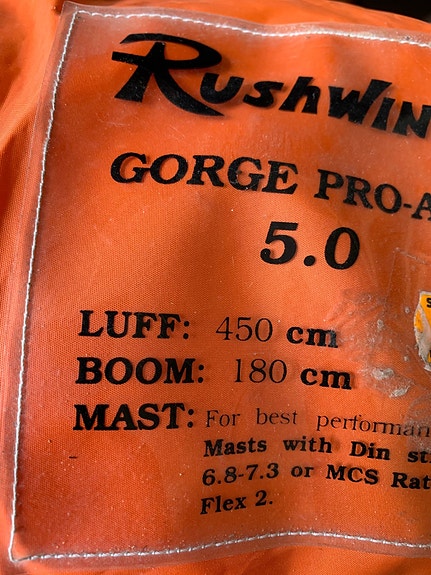 RUSHWIN
GORGE PRO-A
5.0
LUFF: 450 cm
BOOM: 180 cm
MAST: For best performan
Masts with Din st
6.8-7.3 or MCS Rat
Flex 2.